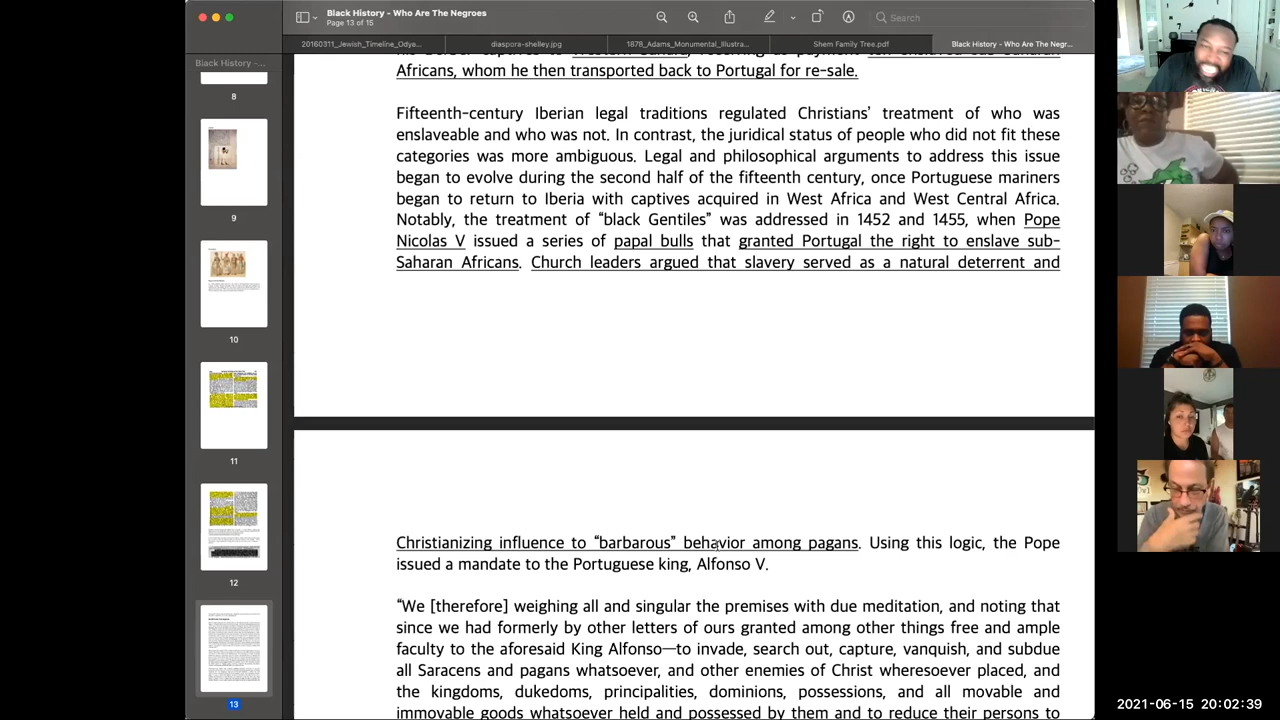 Black History - Who Are The Negroes
Page 13 of 15
Search
20160311_Jewish_Timeline_Odye...
diaspora-shelley.jpg
1878_Adams_Monumental_Illustra...
Shem Family Tree.pdf
Black History - Who Are The Negr...
Black History -...
8
9
10
11
12
13
Africans, whom he then transported back to Portugal for re-sale.
Fifteenth-century Iberian legal traditions regulated Christians’ treatment of who was
enslaveable and who was not. In contrast, the juridical status of people who did not fit these
categories was more ambiguous. Legal and philosophical arguments to address this issue
began to evolve during the second half of the fifteenth century, once Portuguese mariners
began to return to Iberia with captives acquired in West Africa and West Central Africa.
Notably, the treatment of “black Gentiles” was addressed in 1452 and 1455, when Pope
Nicolas V issued a series of papal bulls that granted Portugal the right to enslave sub-
Saharan Africans. Church leaders argued that slavery served as a natural deterrent and
Christianizing influence to “barbarous” behavior among pagans. Using this logic, the Pope
issued a mandate to the Portuguese king, Alfonso V.
“We [therefore] weighing all and singular the premises with due meditation, and noting that
since we had formerly by other letters of ours granted among other things free and ample
faculty to the aforesaid King Alfonso—to invade, search out, capture, vanquish, and subdue
all Saracens and pagans whatsoever, and other enemies of Christ wheresoever placed, and
the kingdoms, dukedoms, principalities, dominions, possessions, and all movable and
immovable goods whatsoever held and possessed by them and to reduce their persons to
2021-06-15 20:02:39